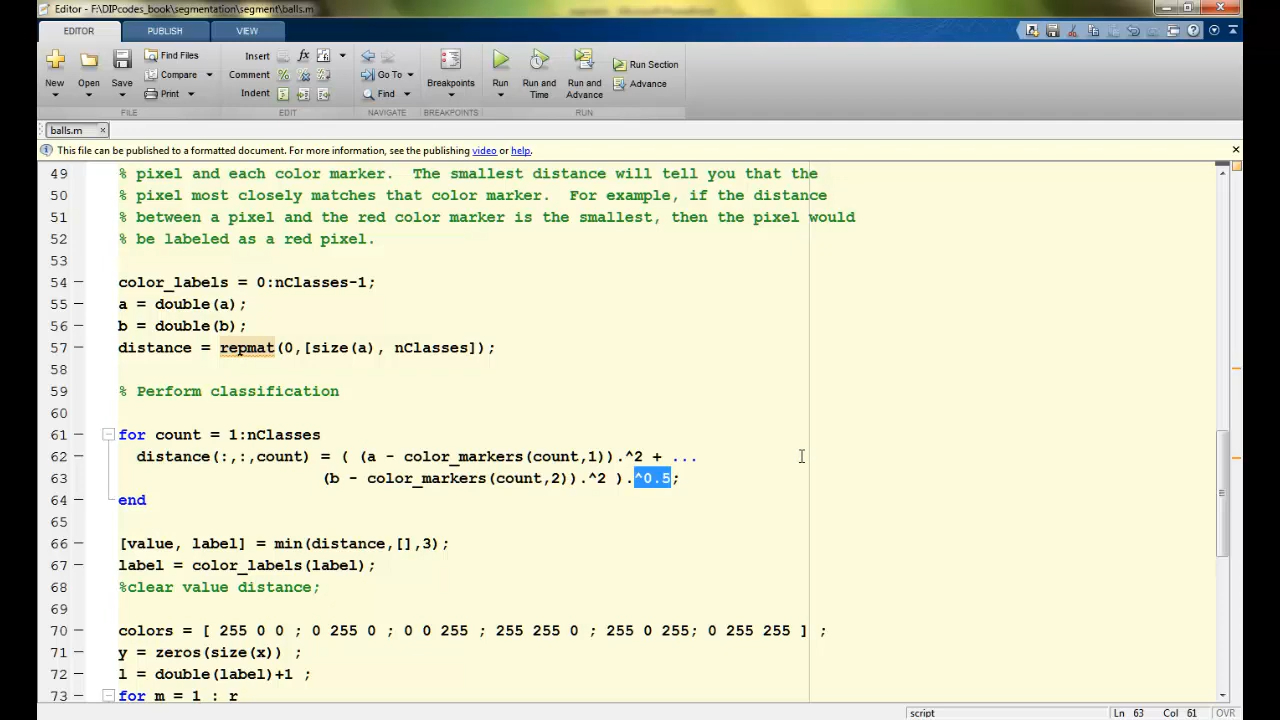 Editor - F:\DIPcodes_book\segmentation\segment\balls.m
EDITOR PUBLISH VIEW
New Open Save Find Files Compare Print
Insert Comment Indent
Go To Find
Breakpoints Run Run and Time Run and Advance Run Section Advance
FILE EDIT NAVIGATE BREAKPOINTS RUN
balls.m
This file can be published to a formatted document. For more information, see the publishing video or help.
49 % pixel and each color marker.  The smallest distance will tell you that the
50 % pixel most closely matches that color marker.  For example, if the distance
51 % between a pixel and the red color marker is the smallest, then the pixel would
52 % be labeled as a red pixel.
53
54 color_labels = 0:nClasses-1;
55 a = double(a);
56 b = double(b);
57 distance = repmat(0,[size(a), nClasses]);
58
59 % Perform classification
60
61 for count = 1:nClasses
62 distance(:,:,count) = ( (a - color_markers(count,1)).^2 + ...
63 (b - color_markers(count,2)).^2 ).^0.5;
64 end
65
66 [value, label] = min(distance,[],3);
67 label = color_labels(label);
68 %clear value distance;
69
70 colors = [ 255 0 0 ; 0 255 0 ; 0 0 255 ; 255 255 0 ; 255 0 255; 0 255 255 ] ;
71 y = zeros(size(x)) ;
72 l = double(label)+1 ;
73 for m = 1 : r
script Ln 63 Col 61 OVR